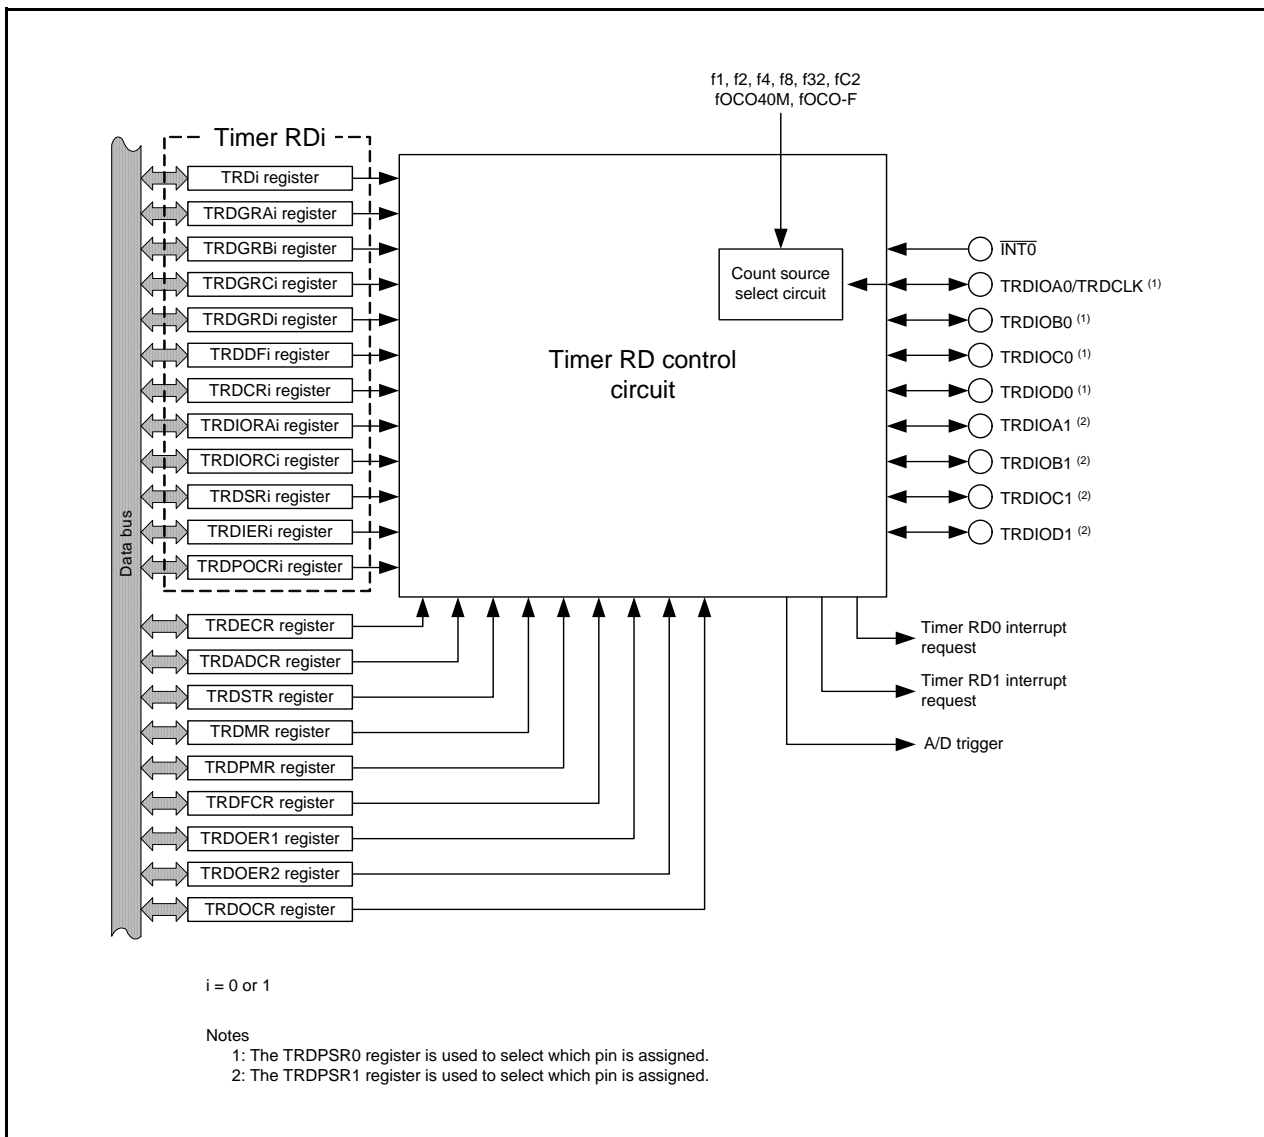 f1, f2, f4, f8, f32, fC2
fOCO40M, fOCO-F
Timer RDi
TRDi register
TRDGRAi register
TRDGRBi register
TRDGRCi register
TRDGRDi register
TRDDFi register
TRDCRi register
TRDIORAi register
TRDIORCi register
TRDSRi register
TRDIERi register
TRDPOCRi register
Data bus
TRDECR register
TRDADCR register
TRDSTR register
TRDMR register
TRDPMR register
TRDFCR register
TRDOER1 register
TRDOER2 register
TRDOCR register
Count source
select circuit
Timer RD control
circuit
INT0
TRDIOA0/TRDCLK (1)
TRDIOB0 (1)
TRDIOC0 (1)
TRDIOD0 (1)
TRDIOA1 (2)
TRDIOB1 (2)
TRDIOC1 (2)
TRDIOD1 (2)
Timer RD0 interrupt
request
Timer RD1 interrupt
request
A/D trigger
i = 0 or 1
Notes
1: The TRDPSR0 register is used to select which pin is assigned.
2: The TRDPSR1 register is used to select which pin is assigned.